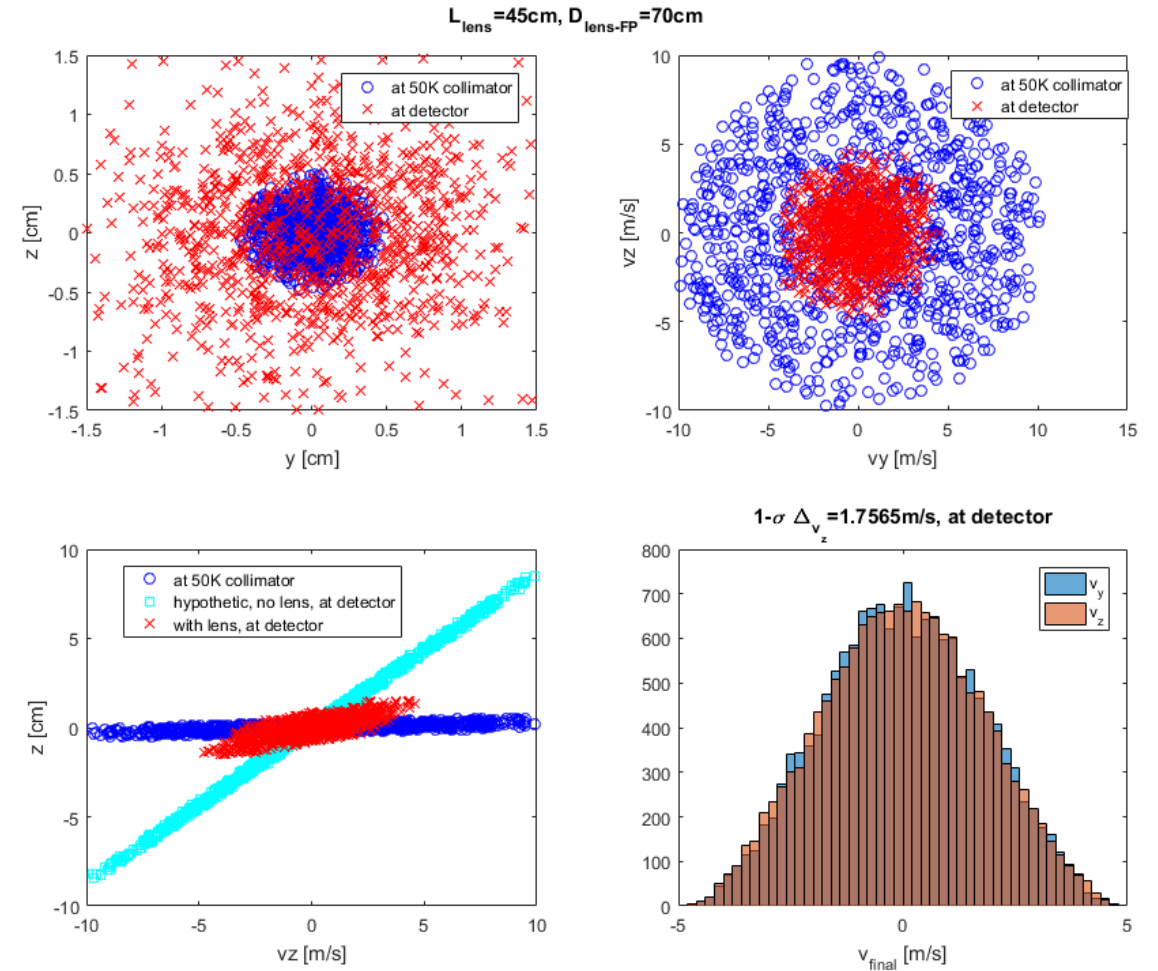 L_lens=45cm, D_lens-FP=70cm
1.5
1
0.5
0
-0.5
-1
-1.5
z [cm]
-1.5 -1 -0.5 0 0.5 1 1.5
y [cm]
at 50K collimator
at detector
10
5
0
-5
-10
vz [m/s]
-10 -5 0 5 10 15
vy [m/s]
at 50K collimator
at detector
10
5
0
-5
-10
z [cm]
-10 -5 0 5 10
vz [m/s]
at 50K collimator
hypothetic, no lens, at detector
with lens, at detector
1-σ Δ_v_z=1.7565m/s, at detector
800
700
600
500
400
300
200
100
0
-5 0 5
v_final [m/s]
v_y
v_z